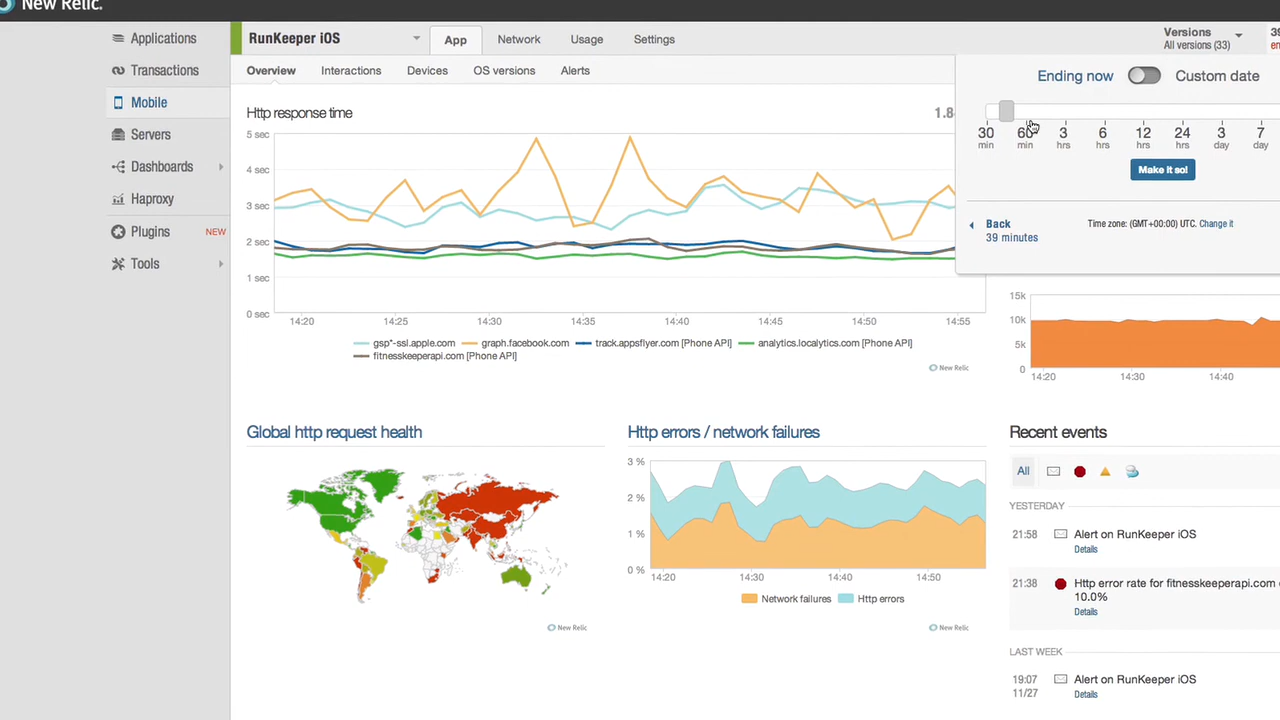 New Relic.
Applications
Transactions
Mobile
Servers
Dashboards
Haproxy
Plugins NEW
Tools
RunKeeper iOS
App Network Usage Settings
Versions
All versions (33)
Overview Interactions Devices OS versions Alerts
Ending now Custom date
30 min 60 min 3 hrs 6 hrs 12 hrs 24 hrs 3 day 7 day
Make it so!
Back
39 minutes
Time zone: (GMT+00:00) UTC. Change it
Http response time
1.8
5 sec
4 sec
3 sec
2 sec
1 sec
0 sec
14:20 14:25 14:30 14:35 14:40 14:45 14:50 14:55
gsp*-ssl.apple.com graph.facebook.com track.appsflyer.com [Phone API] analytics.localytics.com [Phone API]
fitnesskeeperapi.com [Phone API]
New Relic
15k
10k
5k
0
14:20 14:30 14:40
Global http request health
New Relic
Http errors / network failures
3 %
2 %
1 %
0 %
14:20 14:30 14:40 14:50
Network failures Http errors
New Relic
Recent events
All
YESTERDAY
21:58 Alert on RunKeeper iOS
Details
21:38 Http error rate for fitnesskeeperapi.com
10.0%
Details
LAST WEEK
19:07 Alert on RunKeeper iOS
11/27 Details